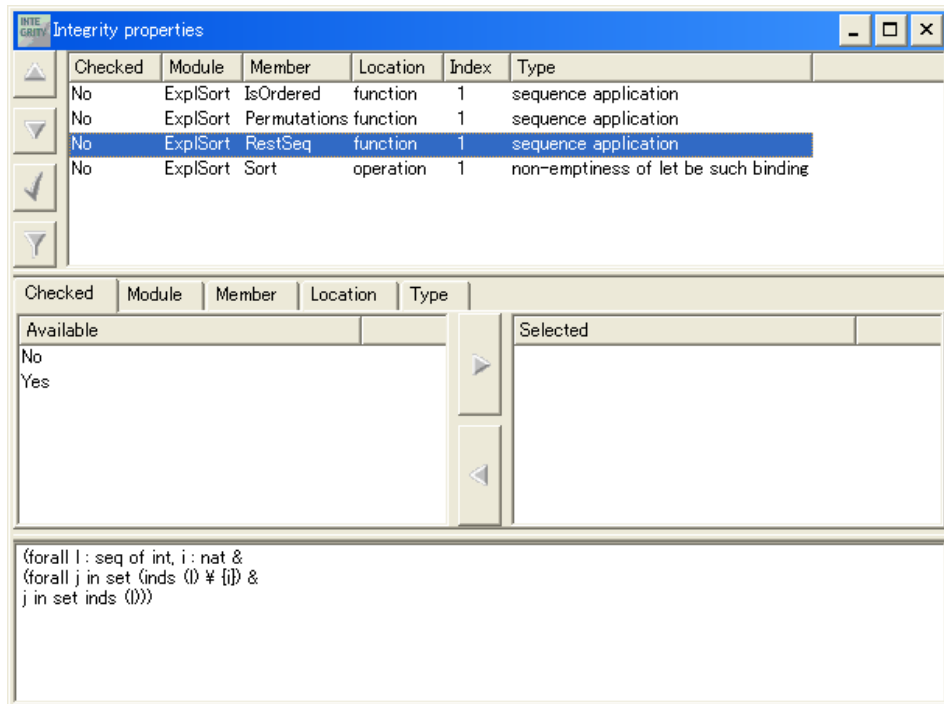 INTE
GRITY
Integrity properties
Checked Module Member Location Index Type
No ExplSort IsOrdered function 1 sequence application
No ExplSort Permutations function 1 sequence application
No ExplSort RestSeq function 1 sequence application
No ExplSort Sort operation 1 non-emptiness of let be such binding
Checked Module Member Location Type
Available Selected
No
Yes
(forall l : seq of int, i : nat &
(forall j in set (inds (l) ¥ {i}) &
j in set inds (l)))